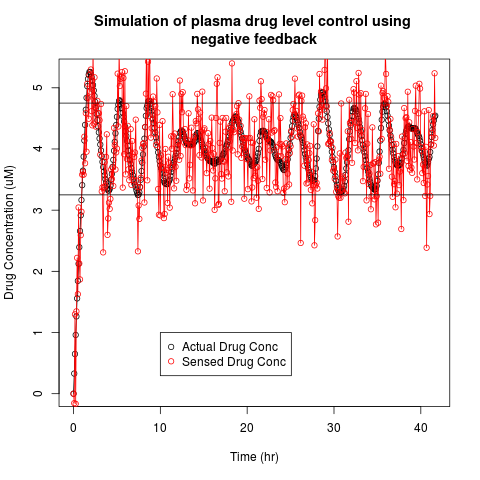 Simulation of plasma drug level control using
negative feedback
Drug Concentration (uM)
5
4
3
2
1
0
Actual Drug Conc
Sensed Drug Conc
0 10 20 30 40
Time (hr)